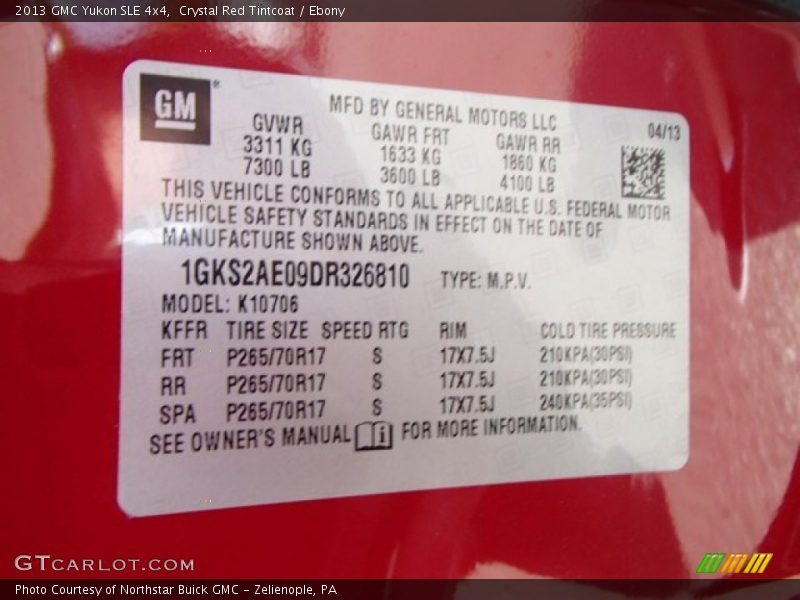 2013 GMC Yukon SLE 4x4, Crystal Red Tintcoat / Ebony
GM
MFD BY GENERAL MOTORS LLC
GVWR GAWR FRT GAWR RR 04/13
3311 KG 1633 KG 1860 KG
7300 LB 3600 LB 4100 LB
THIS VEHICLE CONFORMS TO ALL APPLICABLE U.S. FEDERAL MOTOR
VEHICLE SAFETY STANDARDS IN EFFECT ON THE DATE OF
MANUFACTURE SHOWN ABOVE.
1GKS2AE09DR326810 TYPE: M.P.V.
MODEL: K10706
KFFR TIRE SIZE SPEED RTG RIM COLD TIRE PRESSURE
FRT P265/70R17 S 17X7.5J 210KPA(30PSI)
RR P265/70R17 S 17X7.5J 210KPA(30PSI)
SPA P265/70R17 S 17X7.5J 240KPA(35PSI)
SEE OWNER'S MANUAL FOR MORE INFORMATION.
GTCARLOT.COM
Photo Courtesy of Northstar Buick GMC - Zelienople, PA